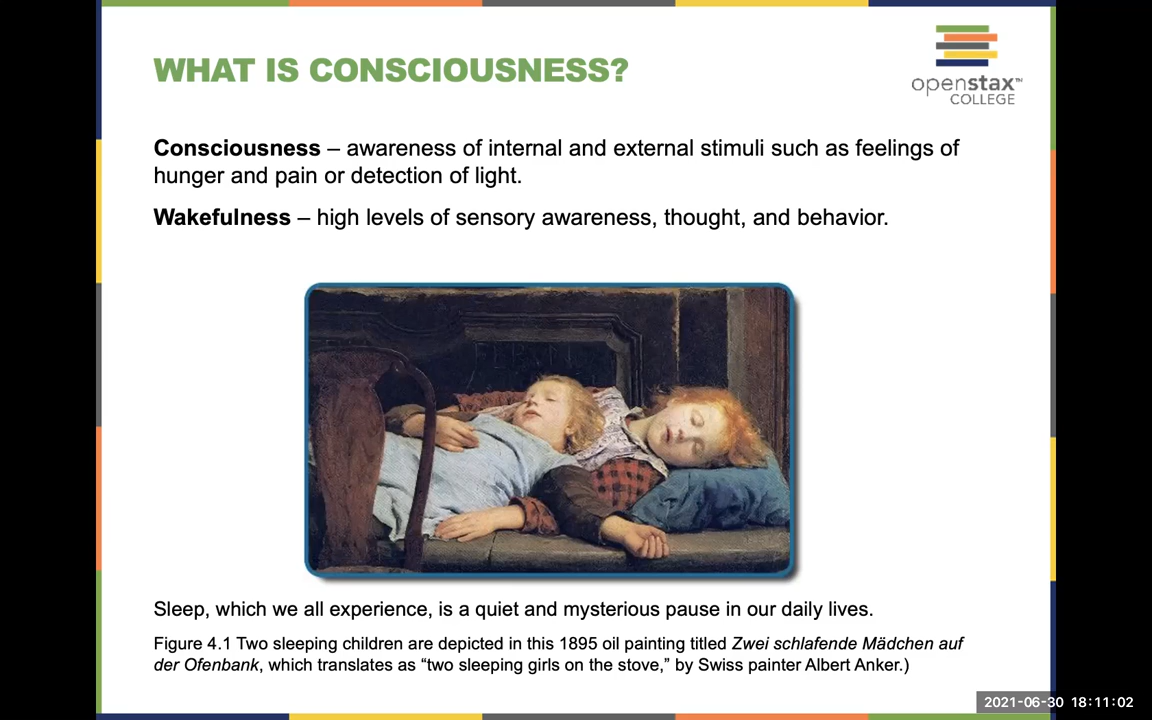 WHAT IS CONSCIOUSNESS?
openstax™
COLLEGE
Consciousness – awareness of internal and external stimuli such as feelings of
hunger and pain or detection of light.
Wakefulness – high levels of sensory awareness, thought, and behavior.
Sleep, which we all experience, is a quiet and mysterious pause in our daily lives.
Figure 4.1 Two sleeping children are depicted in this 1895 oil painting titled Zwei schlafende Mädchen auf
der Ofenbank, which translates as “two sleeping girls on the stove,” by Swiss painter Albert Anker.)
2021-06-30 18:11:02